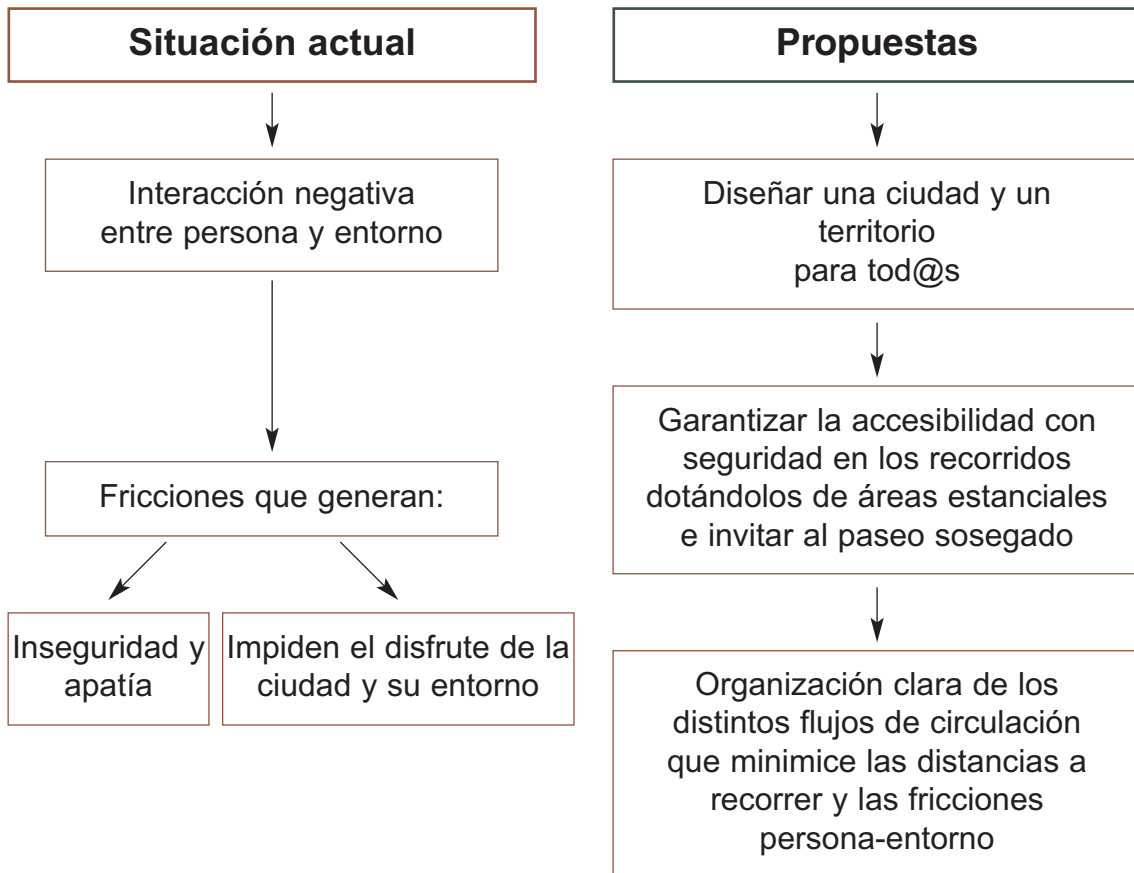 Situación actual
Interacción negativa
entre persona y entorno
Fricciones que generan:
Inseguridad y
apatía
Impiden el disfrute de la
ciudad y su entorno
Propuestas
Diseñar una ciudad y un
territorio
para tod@s
Garantizar la accesibilidad con
seguridad en los recorridos
dotándolos de áreas estanciales
e invitar al paseo sosegado
Organización clara de los
distintos flujos de circulación
que minimice las distancias a
recorrer y las fricciones
persona-entorno